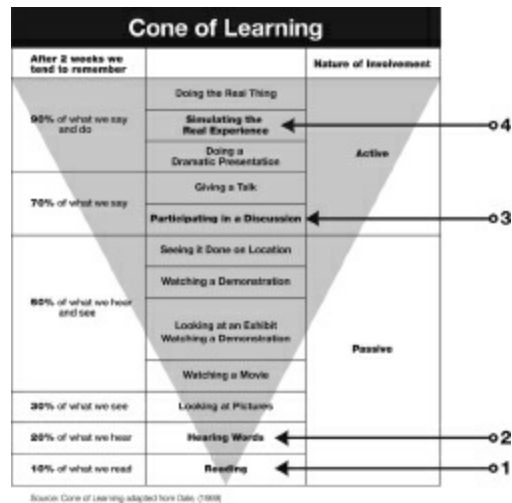 Cone of Learning
After 2 weeks we
tend to remember
Nature of Involvement
90% of what we say
and do
Doing the Real Thing
Simulating the
Real Experience
4
Doing a
Dramatic Presentation
Active
70% of what we say
Giving a Talk
Participating in a Discussion
3
50% of what we hear
and see
Seeing it Done on Location
Watching a Demonstration
Looking at an Exhibit
Watching a Demonstration
Watching a Movie
Passive
30% of what we see
Looking at Pictures
20% of what we hear
Hearing Words
2
10% of what we read
Reading
1
Source: Cone of Learning adapted from Dale, (1969)